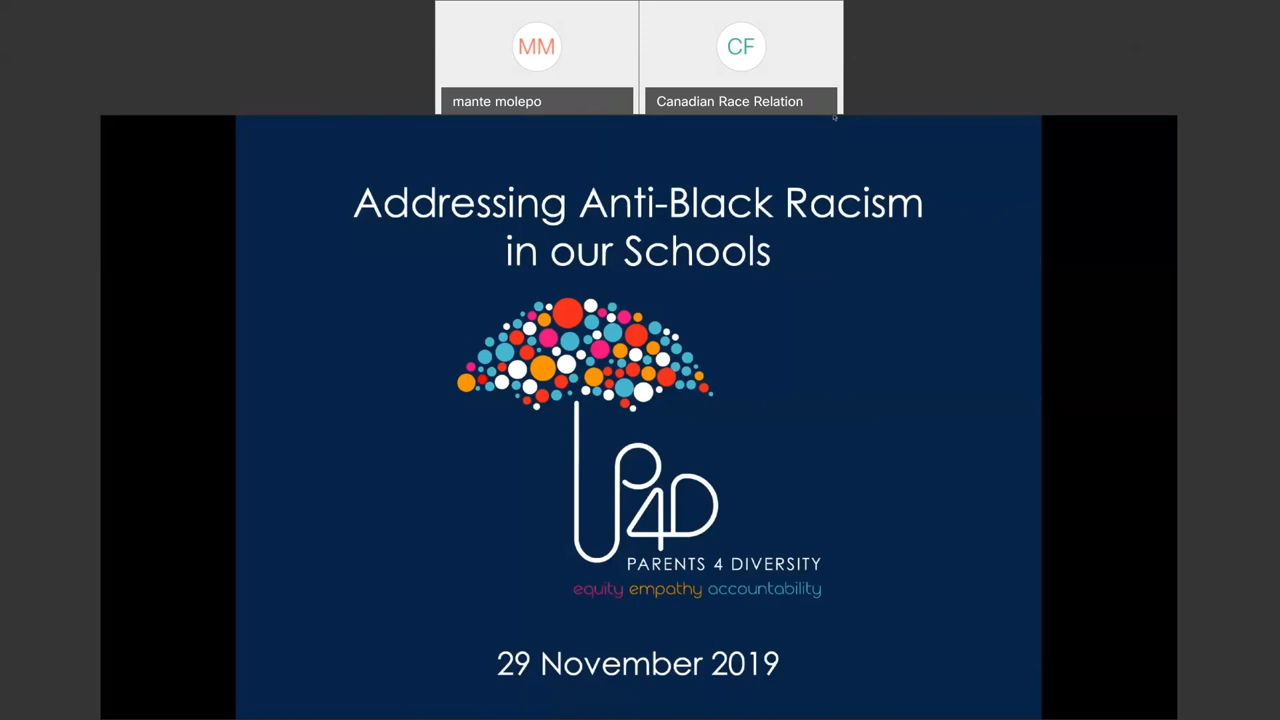 MM
CF
mante molepo
Canadian Race Relation
Addressing Anti-Black Racism
in our Schools
P4D
PARENTS 4 DIVERSITY
equity empathy accountability
29 November 2019